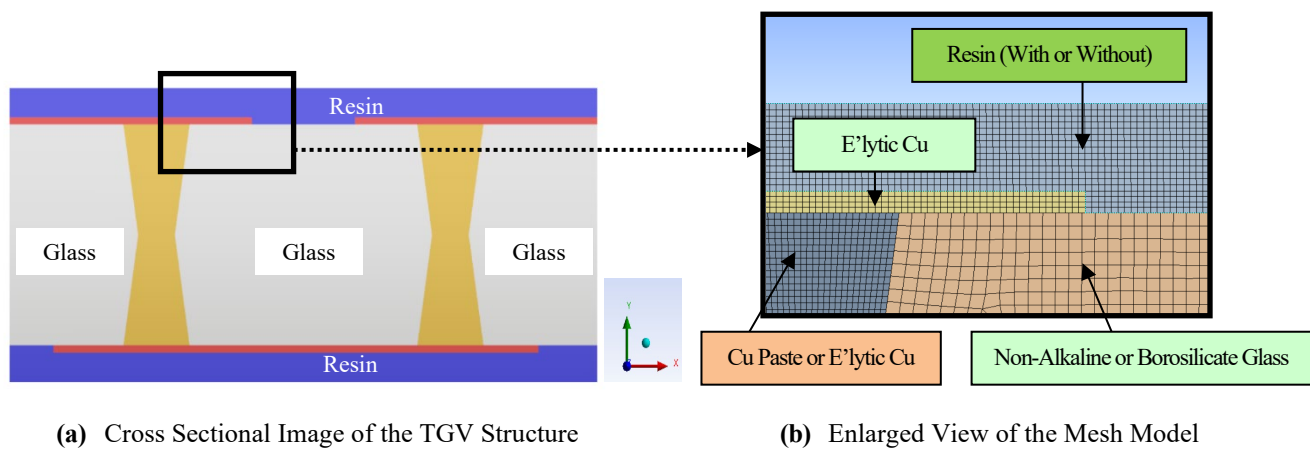 Resin
Glass
Glass
Glass
Resin
Y
X
Resin (With or Without)
E'lytic Cu
Cu Paste or E'lytic Cu
Non-Alkaline or Borosilicate Glass
(a) Cross Sectional Image of the TGV Structure
(b) Enlarged View of the Mesh Model